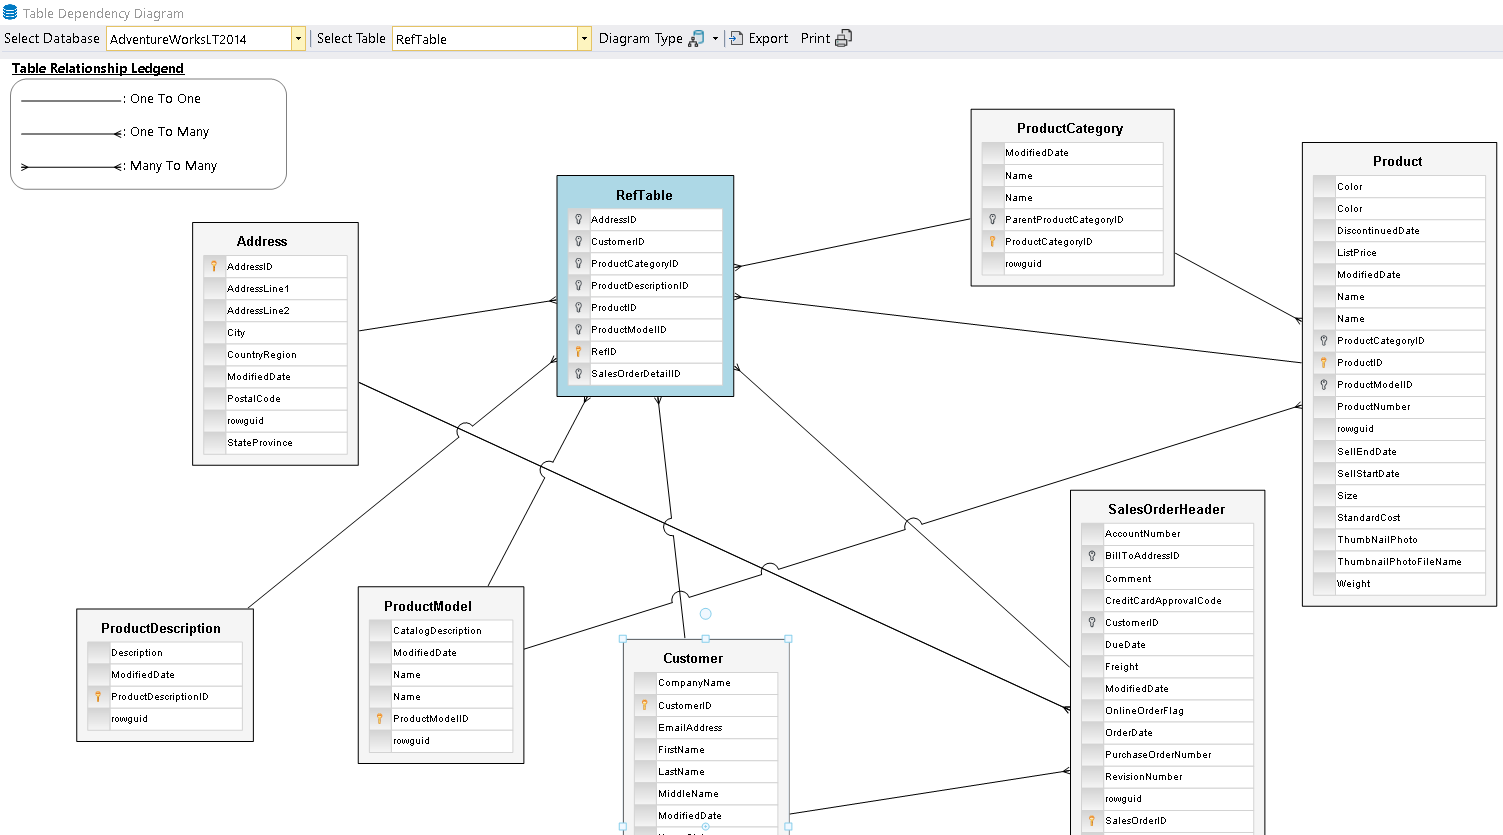 Table Dependency Diagram
Select Database AdventureWorksLT2014 Select Table RefTable Diagram Type Export Print
Table Relationship Ledgend
: One To One
: One To Many
: Many To Many
Address
AddressID
AddressLine1
AddressLine2
City
CountryRegion
ModifiedDate
PostalCode
rowguid
StateProvince
RefTable
AddressID
CustomerID
ProductCategoryID
ProductDescriptionID
ProductID
ProductModelID
RefID
SalesOrderDetailID
ProductCategory
ModifiedDate
Name
Name
ParentProductCategoryID
ProductCategoryID
rowguid
Product
Color
Color
DiscontinuedDate
ListPrice
ModifiedDate
Name
Name
ProductCategoryID
ProductID
ProductModelID
ProductNumber
rowguid
SellEndDate
SellStartDate
Size
StandardCost
ThumbNailPhoto
ThumbnailPhotoFileName
Weight
ProductDescription
Description
ModifiedDate
ProductDescriptionID
rowguid
ProductModel
CatalogDescription
ModifiedDate
Name
Name
ProductModelID
rowguid
Customer
CompanyName
CustomerID
EmailAddress
FirstName
LastName
MiddleName
ModifiedDate
SalesOrderHeader
AccountNumber
BillToAddressID
Comment
CreditCardApprovalCode
CustomerID
DueDate
Freight
ModifiedDate
OnlineOrderFlag
OrderDate
PurchaseOrderNumber
RevisionNumber
rowguid
SalesOrderID